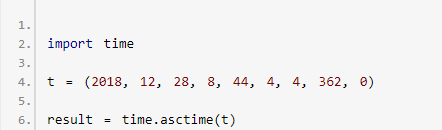 1.
2. import time
3.
4. t = (2018, 12, 28, 8, 44, 4, 4, 362, 0)
5.
6. result = time.asctime(t)